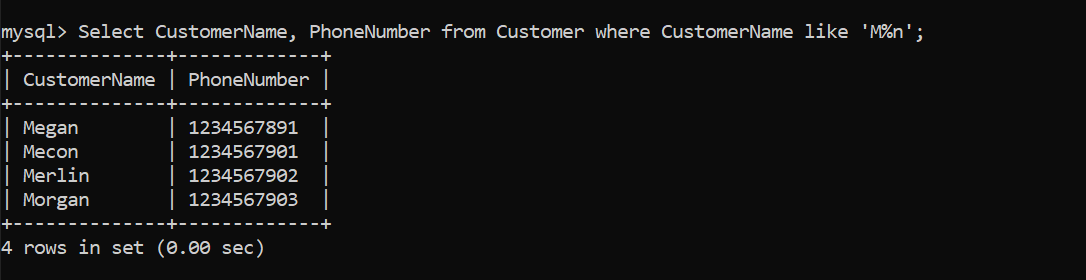 mysql> Select CustomerName, PhoneNumber from Customer where CustomerName like 'M%n';
+--------------+-------------+
| CustomerName | PhoneNumber |
+--------------+-------------+
| Megan        | 1234567891  |
| Mecon        | 1234567901  |
| Merlin       | 1234567902  |
| Morgan       | 1234567903  |
+--------------+-------------+
4 rows in set (0.00 sec)